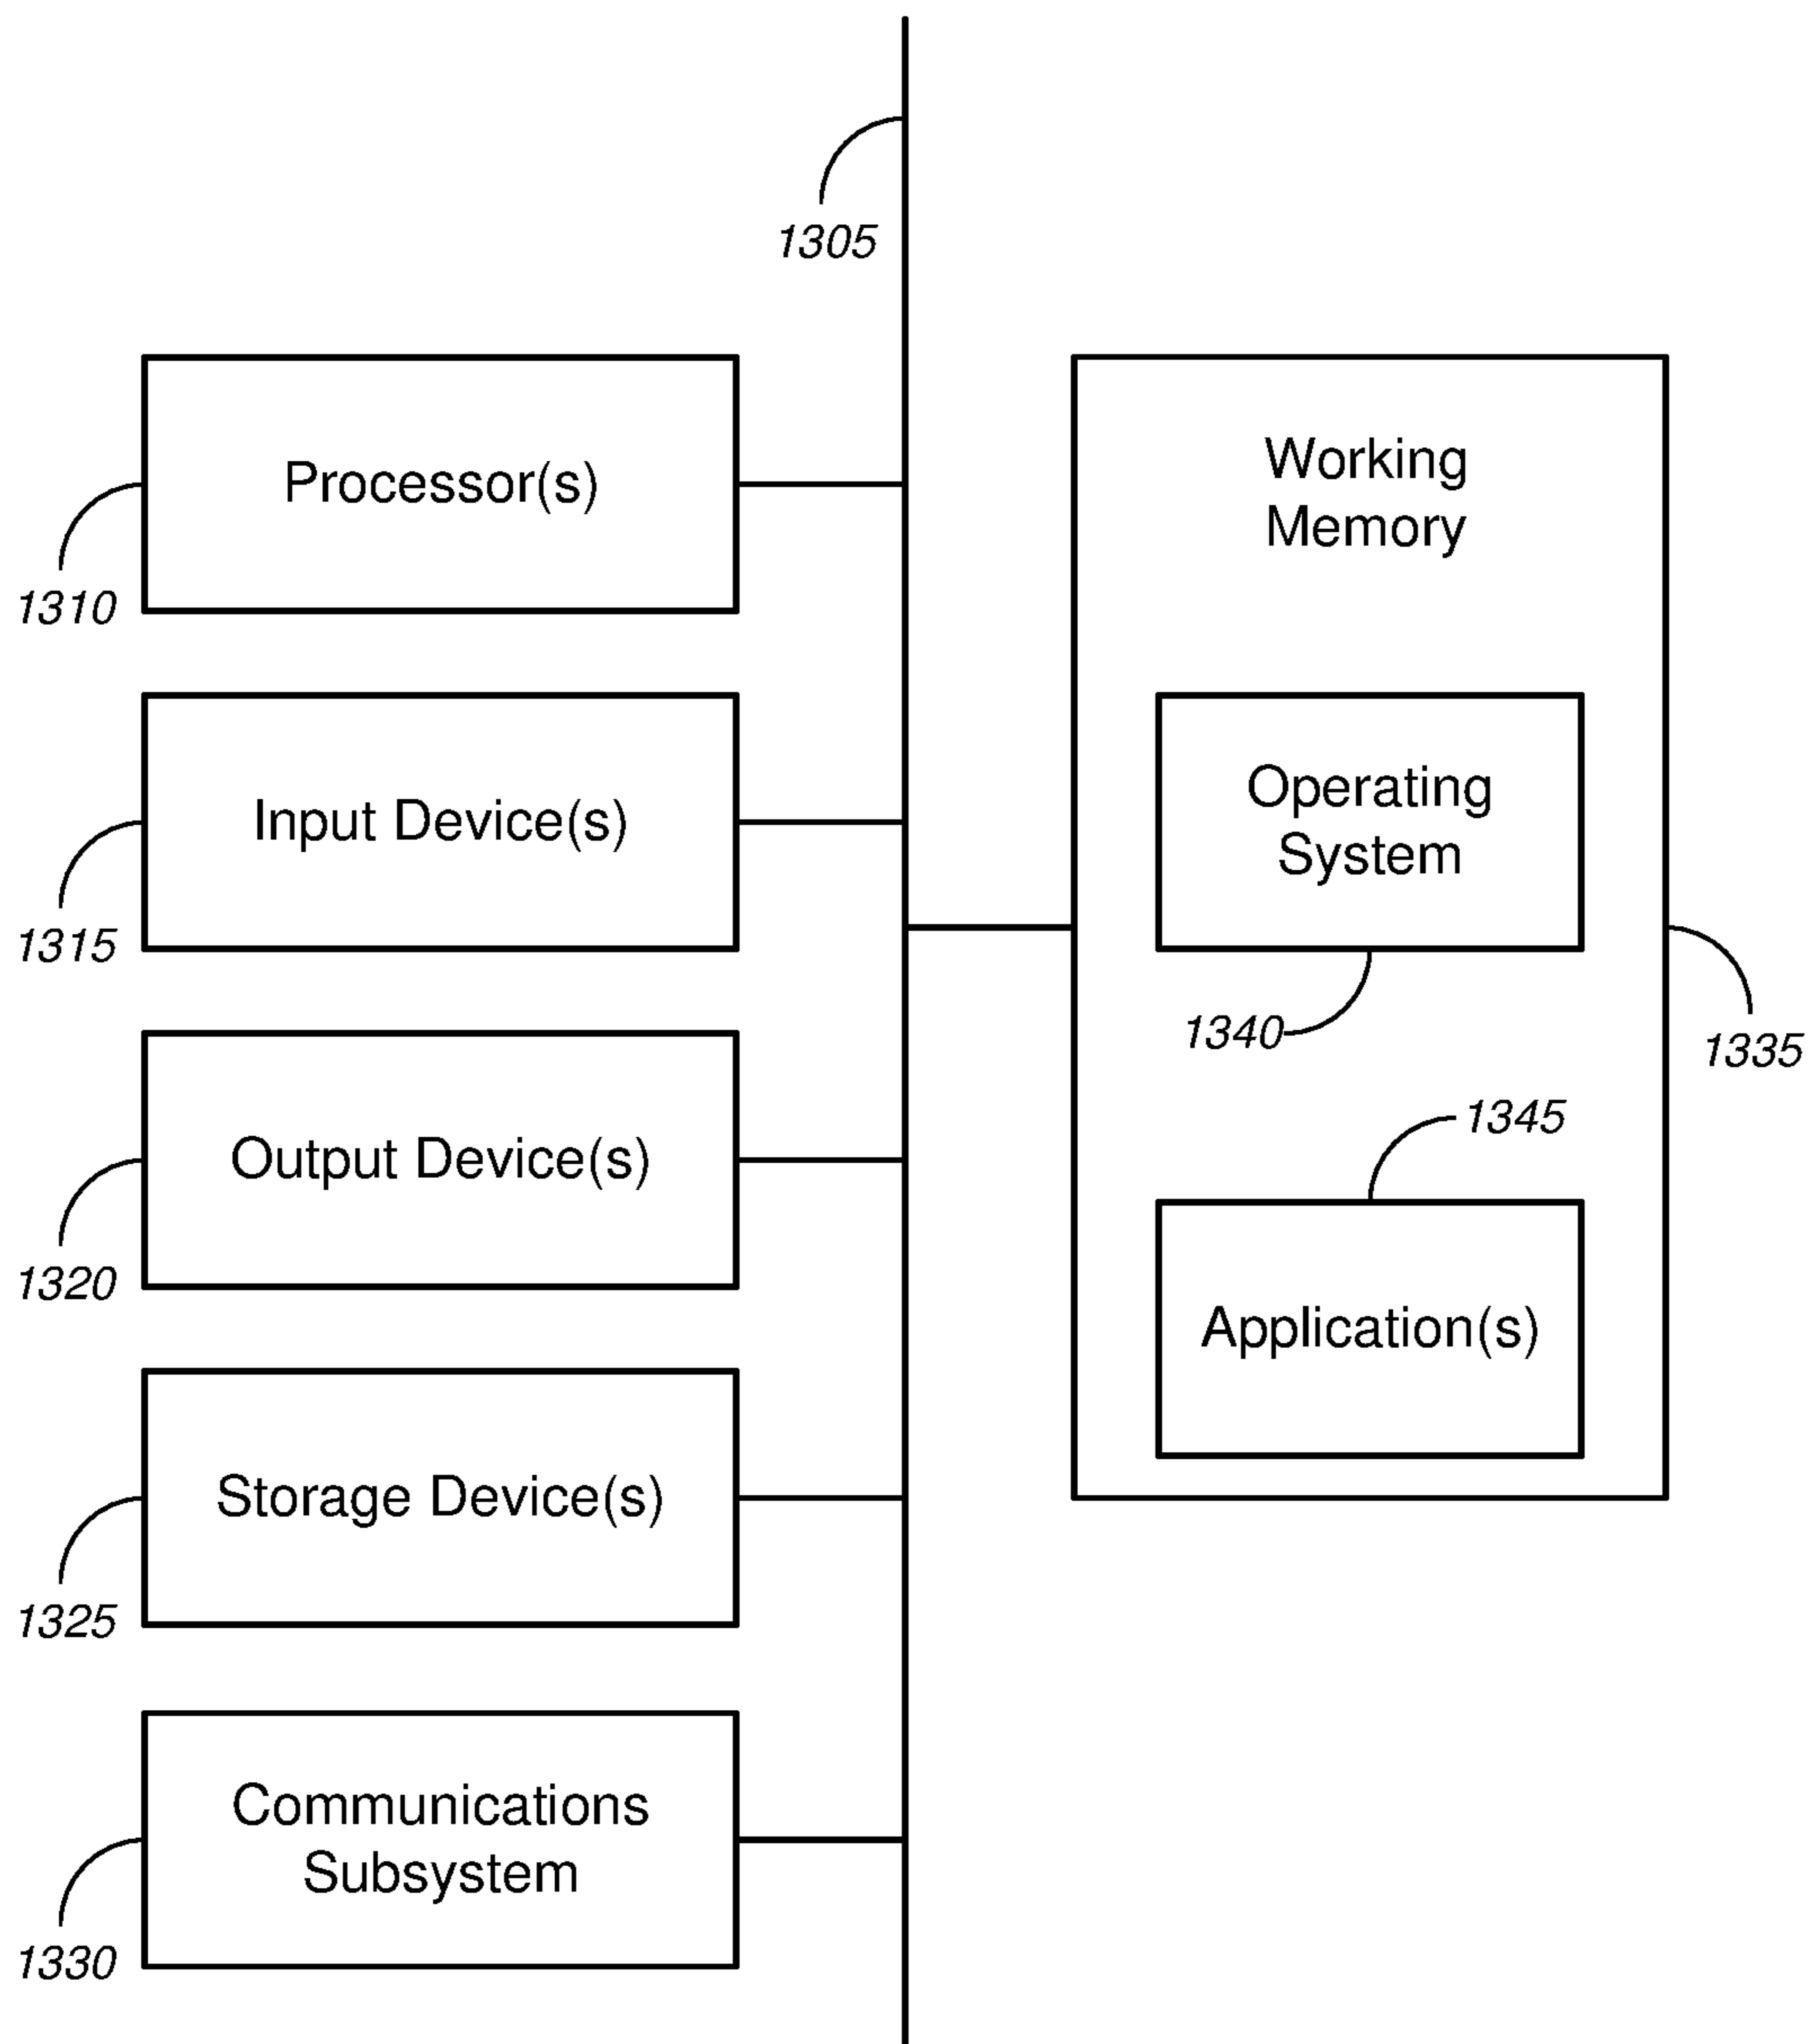 1305
Processor(s)
1310
Input Device(s)
1315
Output Device(s)
1320
Storage Device(s)
1325
Communications
Subsystem
1330
Working
Memory
Operating
System
1340
1335
1345
Application(s)